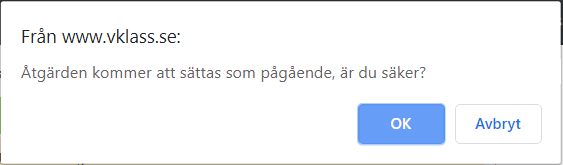 Från www.vklass.se:
Åtgärden kommer att sättas som pågående, är du säker?
OK
Avbryt